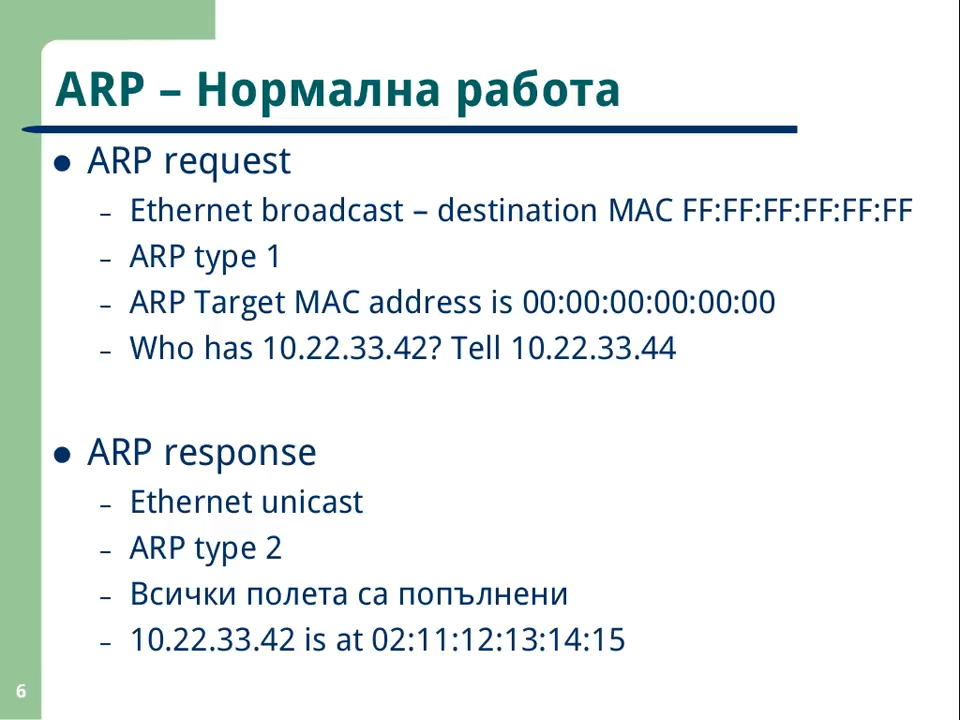 ARP – Нормална работа
● ARP request
– Ethernet broadcast – destination MAC FF:FF:FF:FF:FF:FF
– ARP type 1
– ARP Target MAC address is 00:00:00:00:00:00
– Who has 10.22.33.42? Tell 10.22.33.44
● ARP response
– Ethernet unicast
– ARP type 2
– Всички полета са попълнени
– 10.22.33.42 is at 02:11:12:13:14:15
6